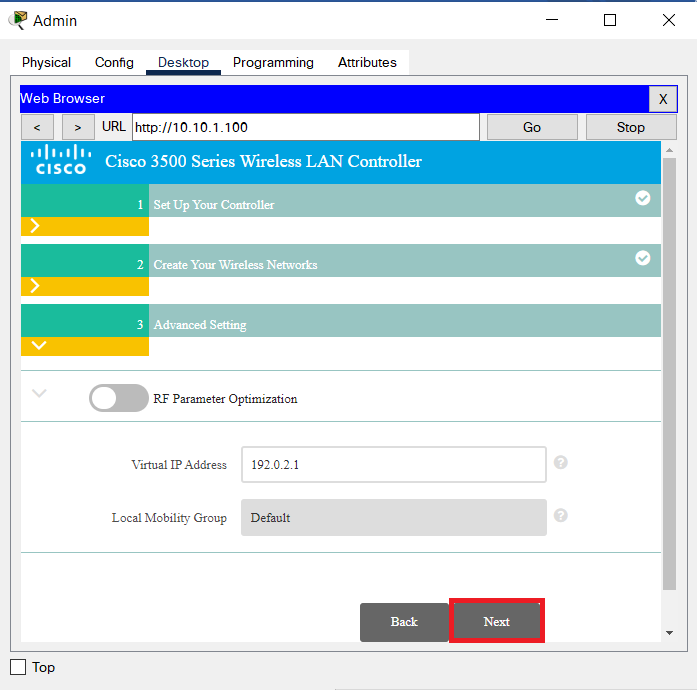 Admin
Physical Config Desktop Programming Attributes
Web Browser X
< > URL http://10.10.1.100 Go Stop
CISCO Cisco 3500 Series Wireless LAN Controller
1 Set Up Your Controller
2 Create Your Wireless Networks
3 Advanced Setting
RF Parameter Optimization
Virtual IP Address 192.0.2.1 ?
Local Mobility Group Default ?
Back Next
Top